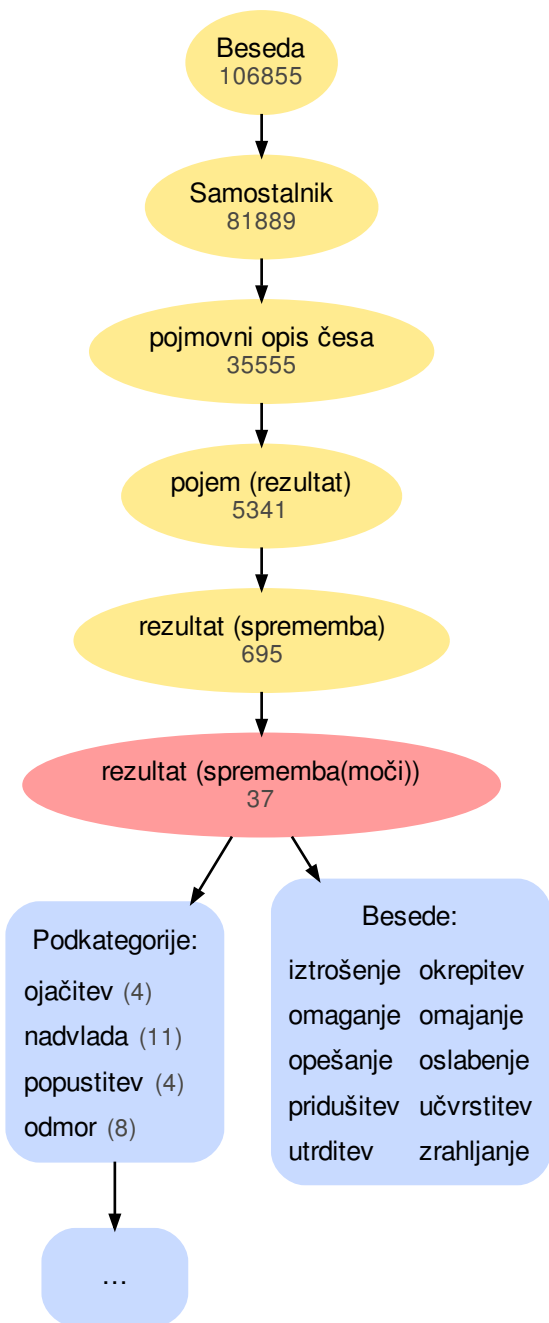 Beseda
106855
Samostalnik
81889
pojmovni opis česa
35555
pojem (rezultat)
5341
rezultat (sprememba)
695
rezultat (sprememba(moči))
37
Podkategorije:
ojačitev (4)
nadvlada (11)
popustitev (4)
odmor (8)
...
Besede:
iztrošenje okrepitev
omaganje omajanje
opešanje oslabenje
pridušitev učvrstitev
utrditev zrahljanje